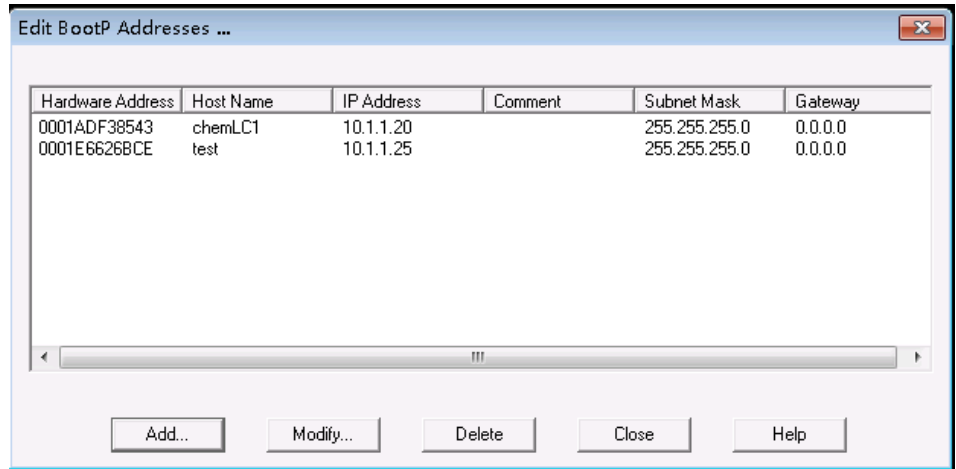 Edit BootP Addresses ...
Hardware Address Host Name IP Address Comment Subnet Mask Gateway
0001ADF38543 chemLC1 10.1.1.20 255.255.255.0 0.0.0.0
0001E6626BCE test 10.1.1.25 255.255.255.0 0.0.0.0
Add... Modify... Delete Close Help